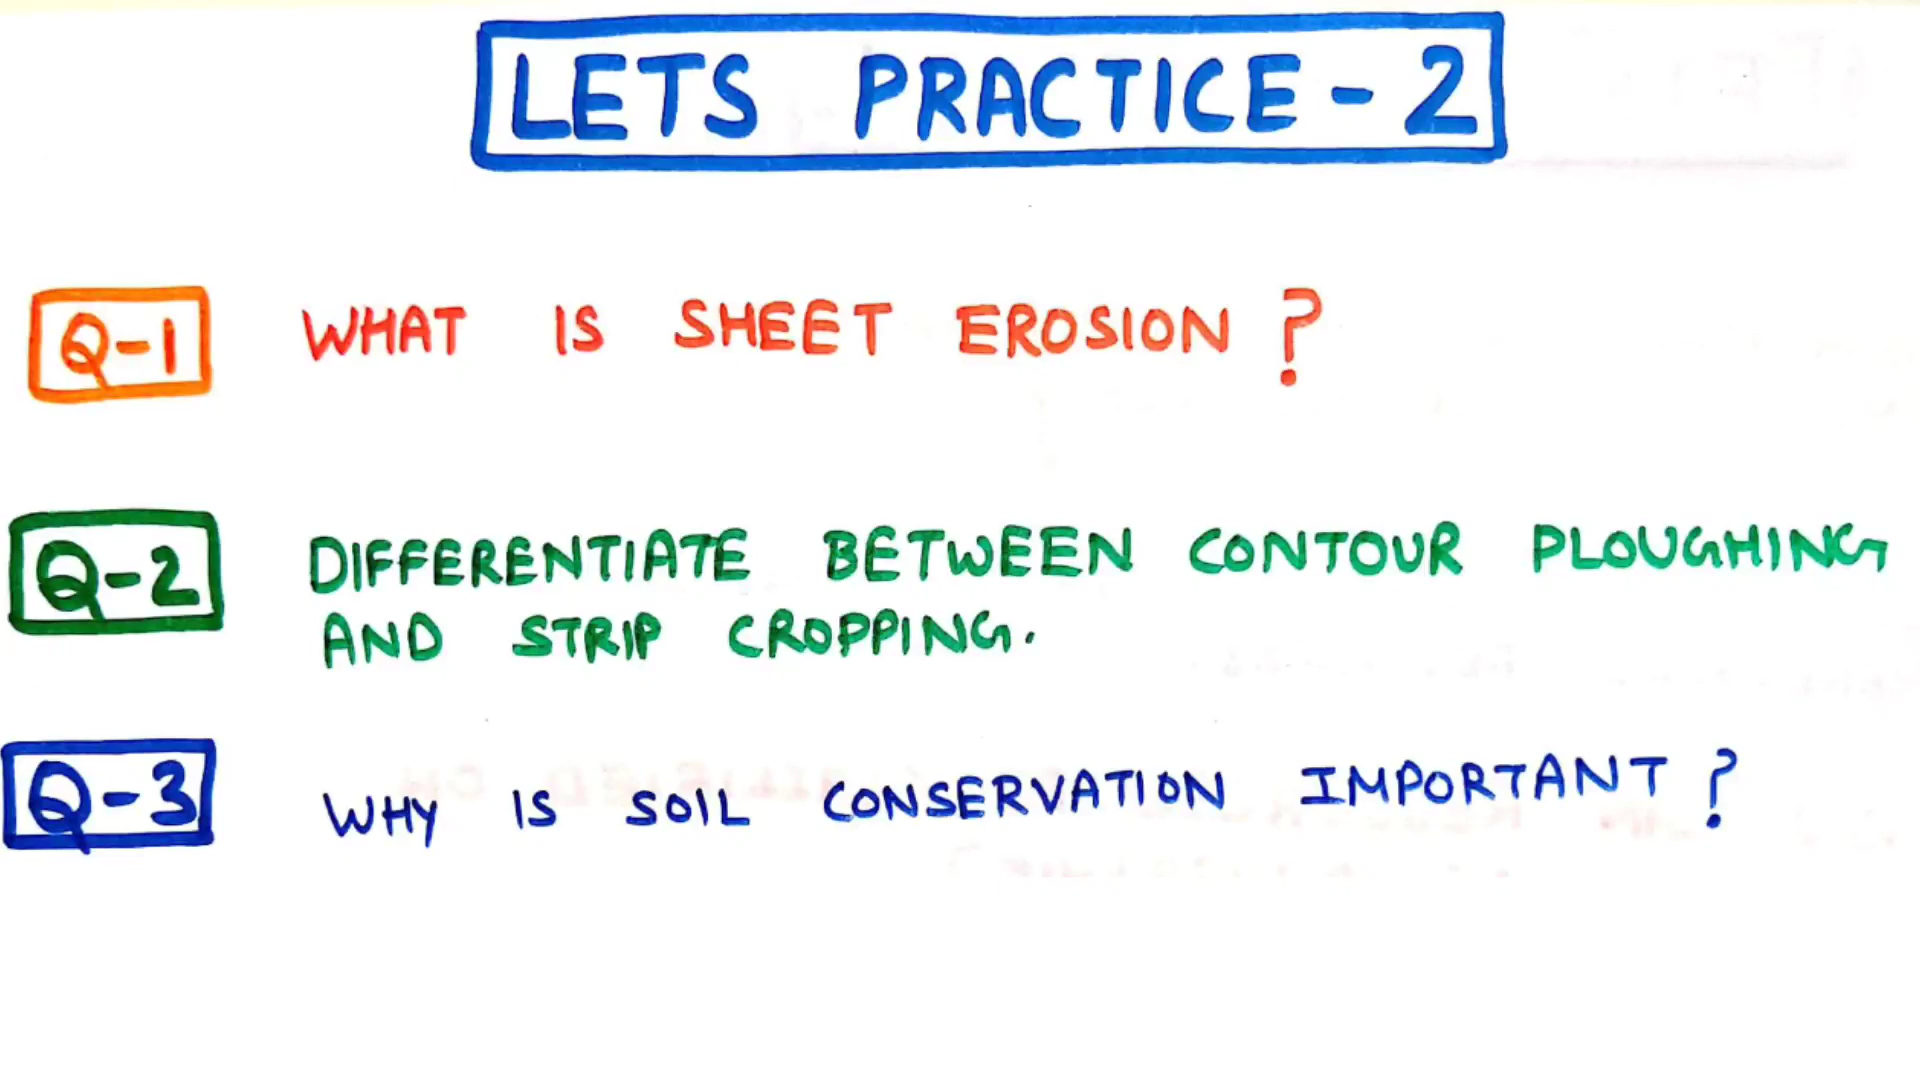 LETS PRACTICE - 2
Q-1 WHAT IS SHEET EROSION ?
Q-2 DIFFERENTIATE BETWEEN CONTOUR PLOUGHING
AND STRIP CROPPING.
Q-3 WHY IS SOIL CONSERVATION IMPORTANT ?